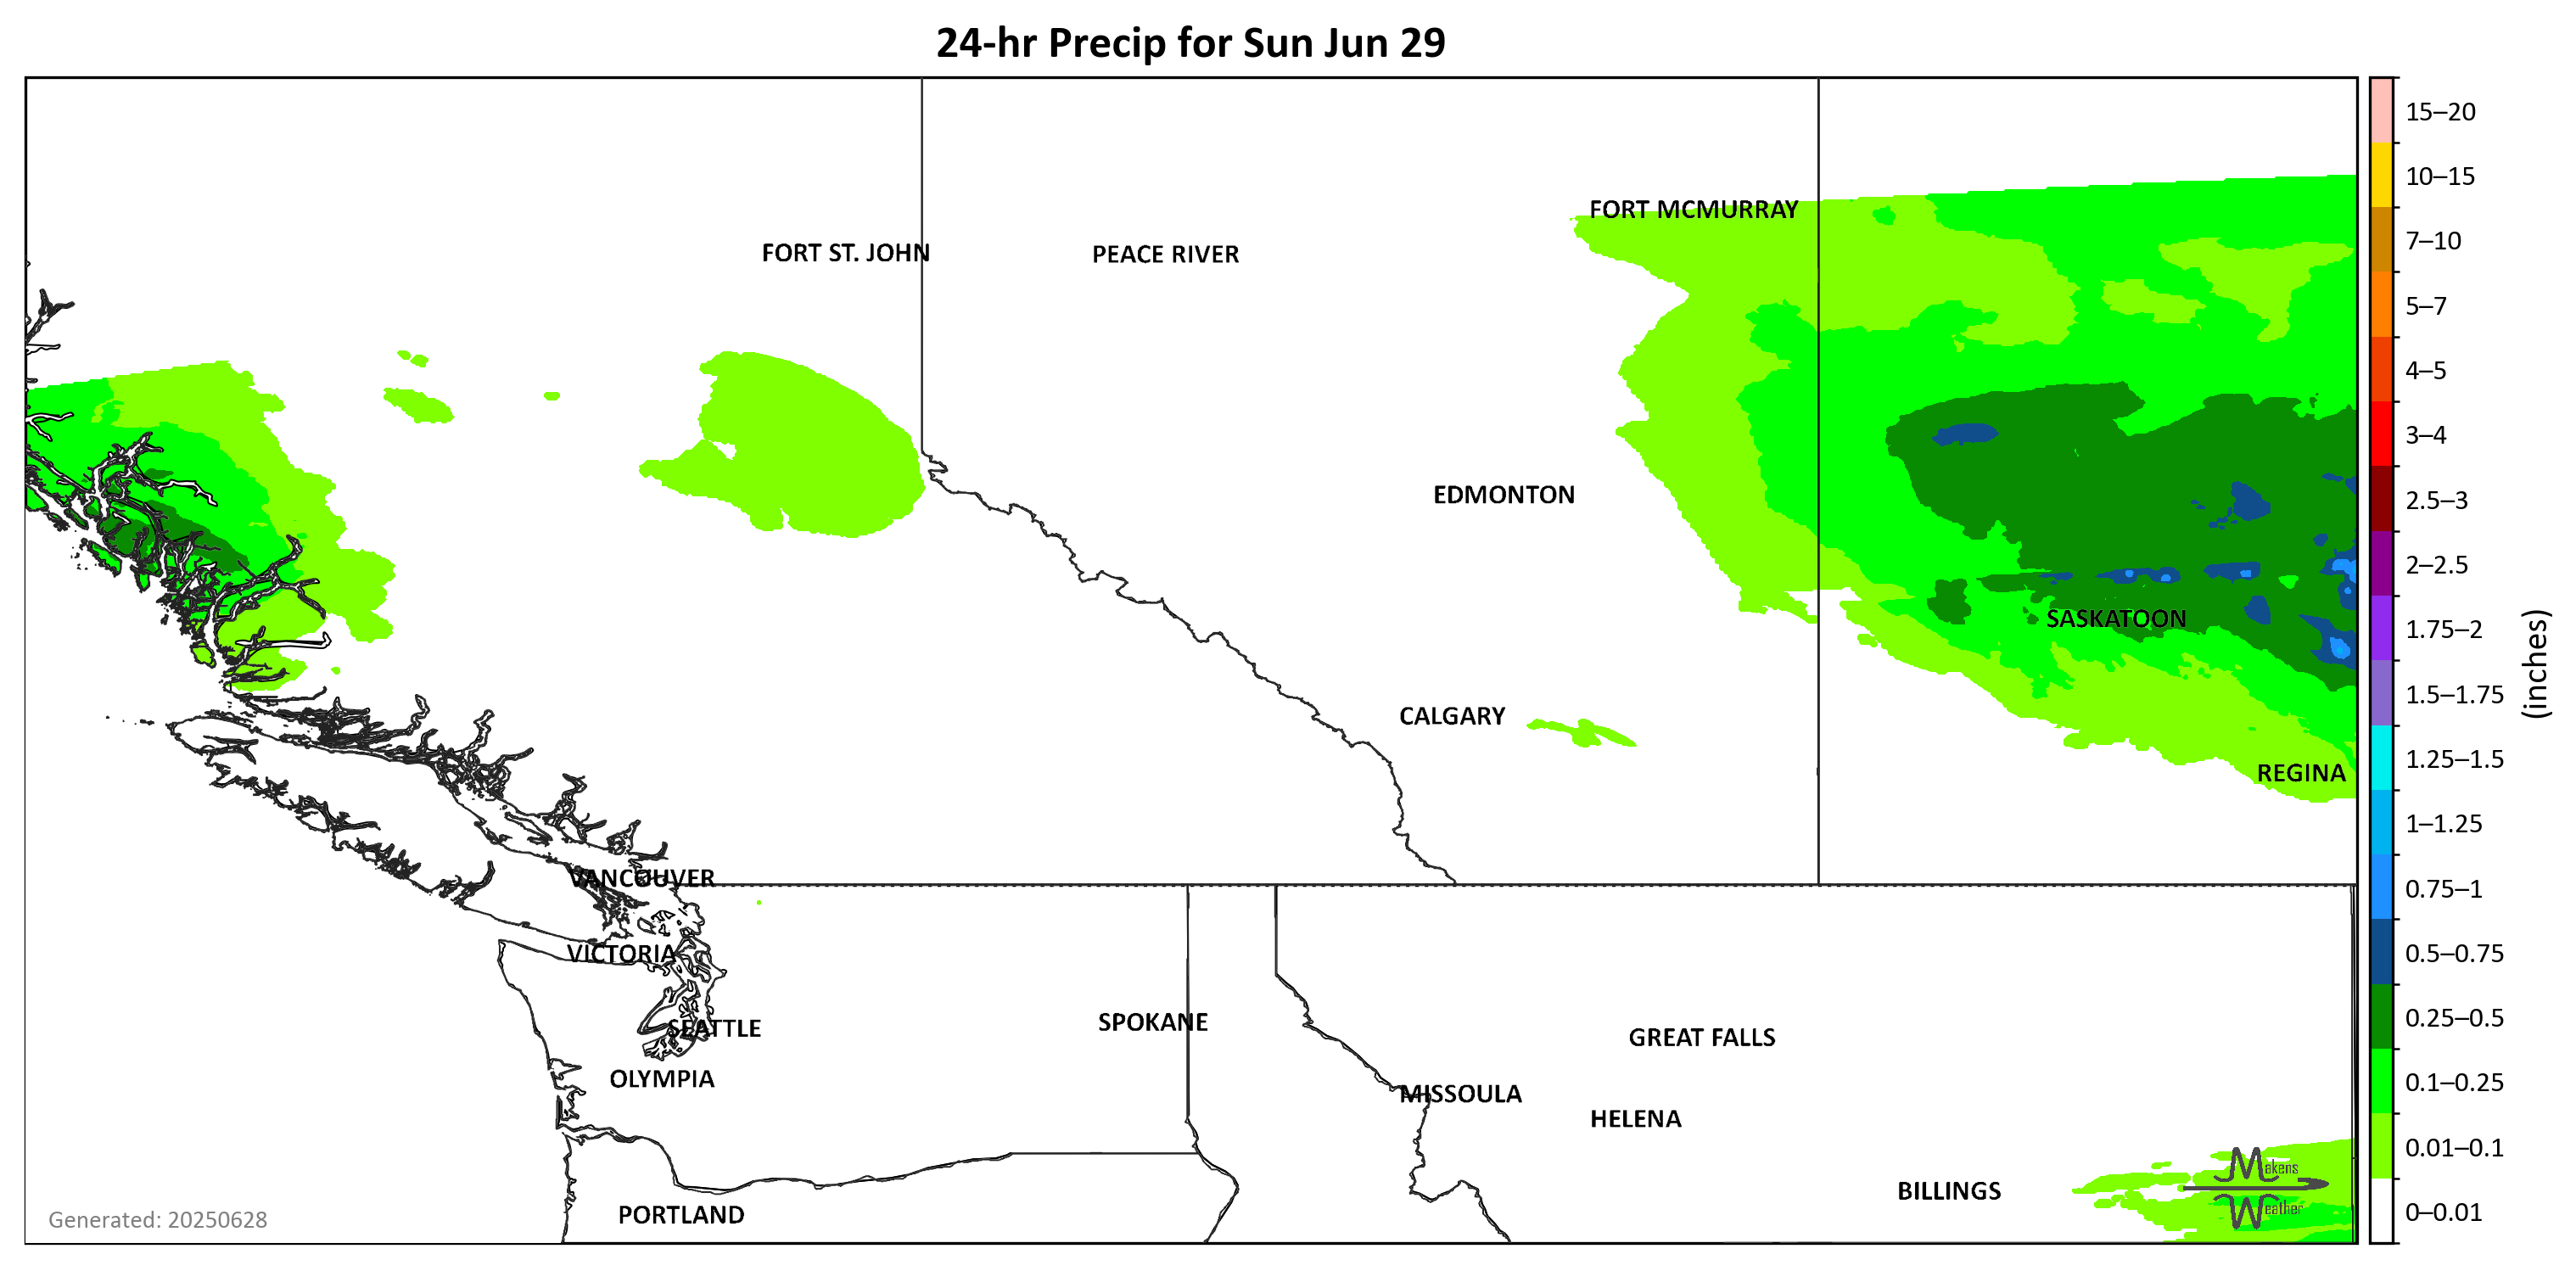 24-hr Precip for Sun Jun 29
15–20
10–15
FORT MCMURRAY
7–10
FORT ST. JOHN
PEACE RIVER
5–7
4–5
3–4
EDMONTON
2.5–3
2–2.5
SASKATOON
1.75–2
(inches)
1.5–1.75
CALGARY
1.25–1.5
REGINA
1–1.25
VANCOUVER
0.75–1
VICTORIA
0.5–0.75
SEATTLE
SPOKANE
GREAT FALLS
0.25–0.5
OLYMPIA
MISSOULA
0.1–0.25
HELENA
0.01–0.1
Makens
BILLINGS
Weather
PORTLAND
Generated: 20250628
0–0.01